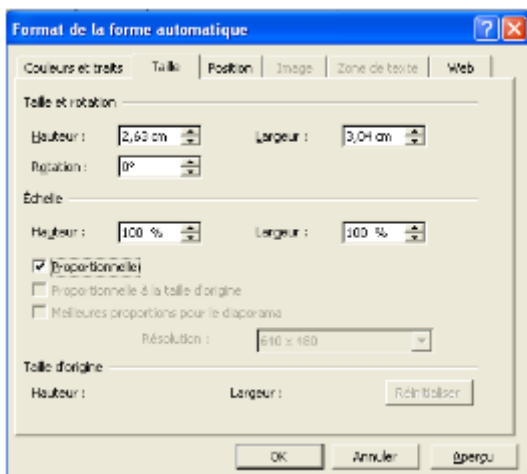 Format de la forme automatique
Couleurs et traits Taille Position Image Zone de texte Web
Taille et rotation
Hauteur : 2,63 cm Largeur : 3,04 cm
Rotation : 0°
Échelle
Hauteur : 100 % Largeur : 100 %
Proportionnelle
Proportionnelle à la taille d'origine
Meilleures proportions pour le diaporama
Résolution : 640 x 480
Taille d'origine
Hauteur : Largeur : Réinitialiser
OK Annuler Aperçu